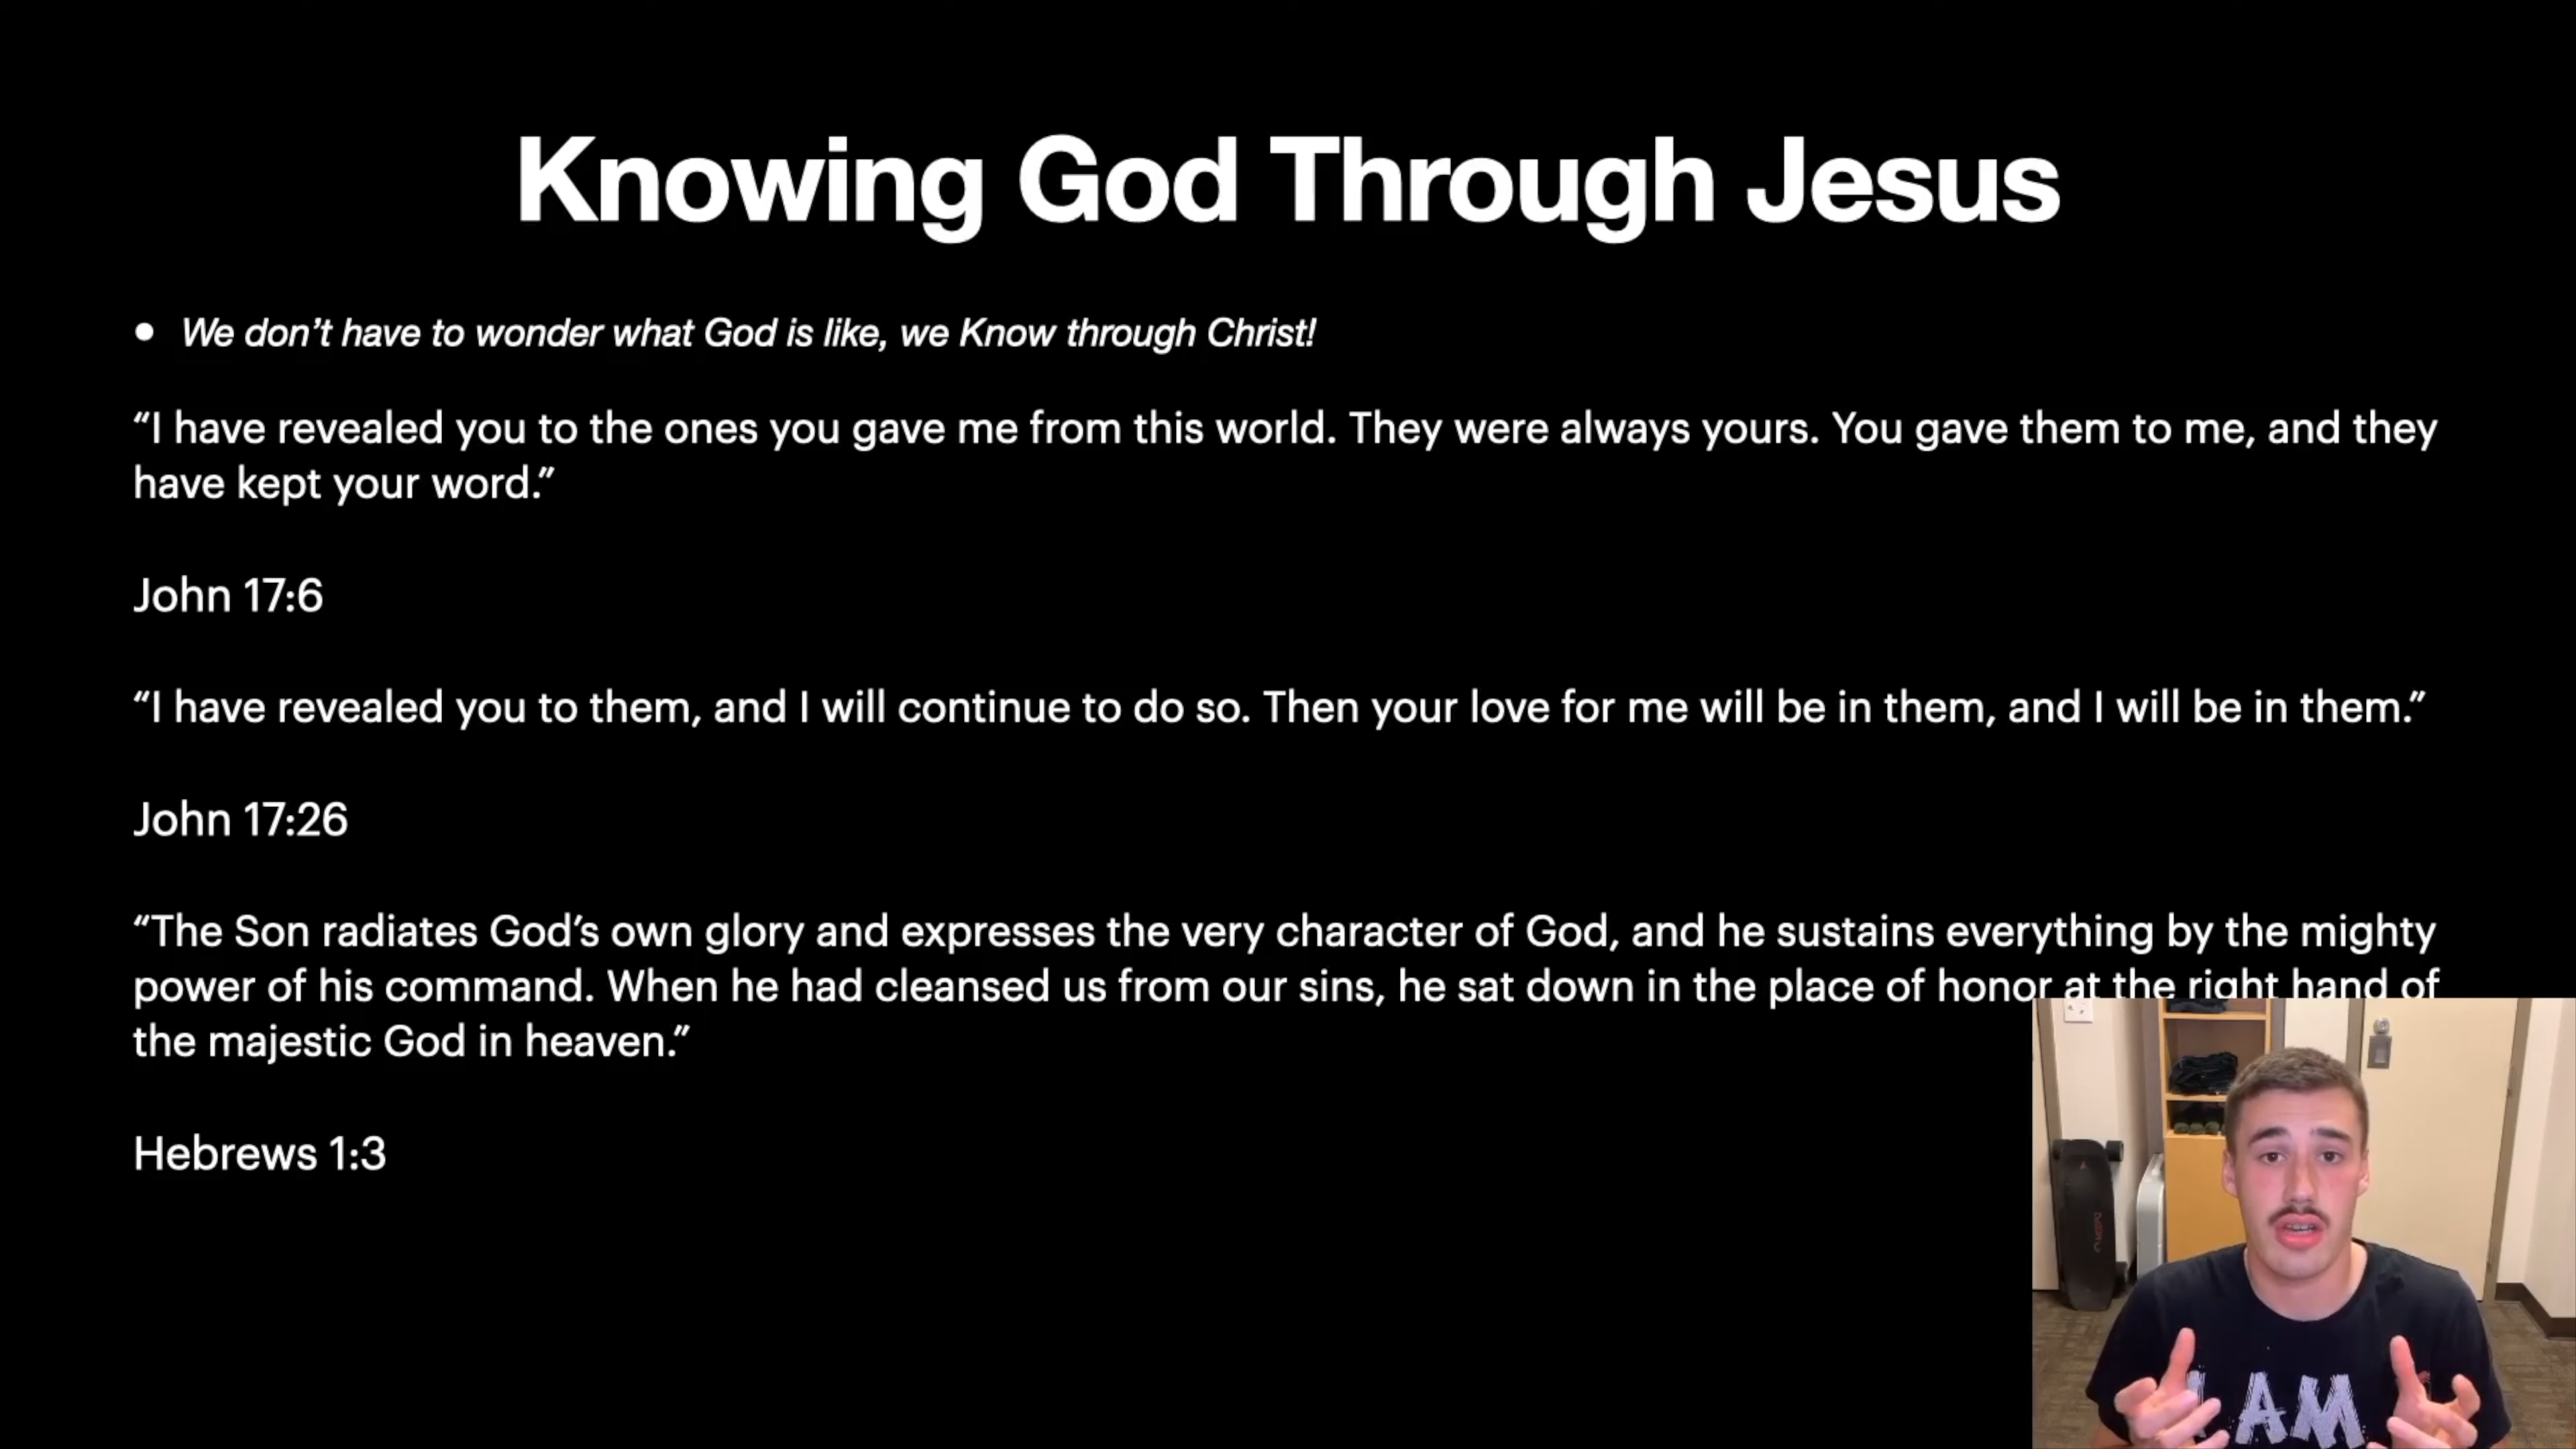 Knowing God Through Jesus
• We don’t have to wonder what God is like, we Know through Christ!
“I have revealed you to the ones you gave me from this world. They were always yours. You gave them to me, and they
have kept your word.”
John 17:6
“I have revealed you to them, and I will continue to do so. Then your love for me will be in them, and I will be in them.”
John 17:26
“The Son radiates God’s own glory and expresses the very character of God, and he sustains everything by the mighty
power of his command. When he had cleansed us from our sins, he sat down in the place of honor at the right hand of
the majestic God in heaven.”
Hebrews 1:3
I AM